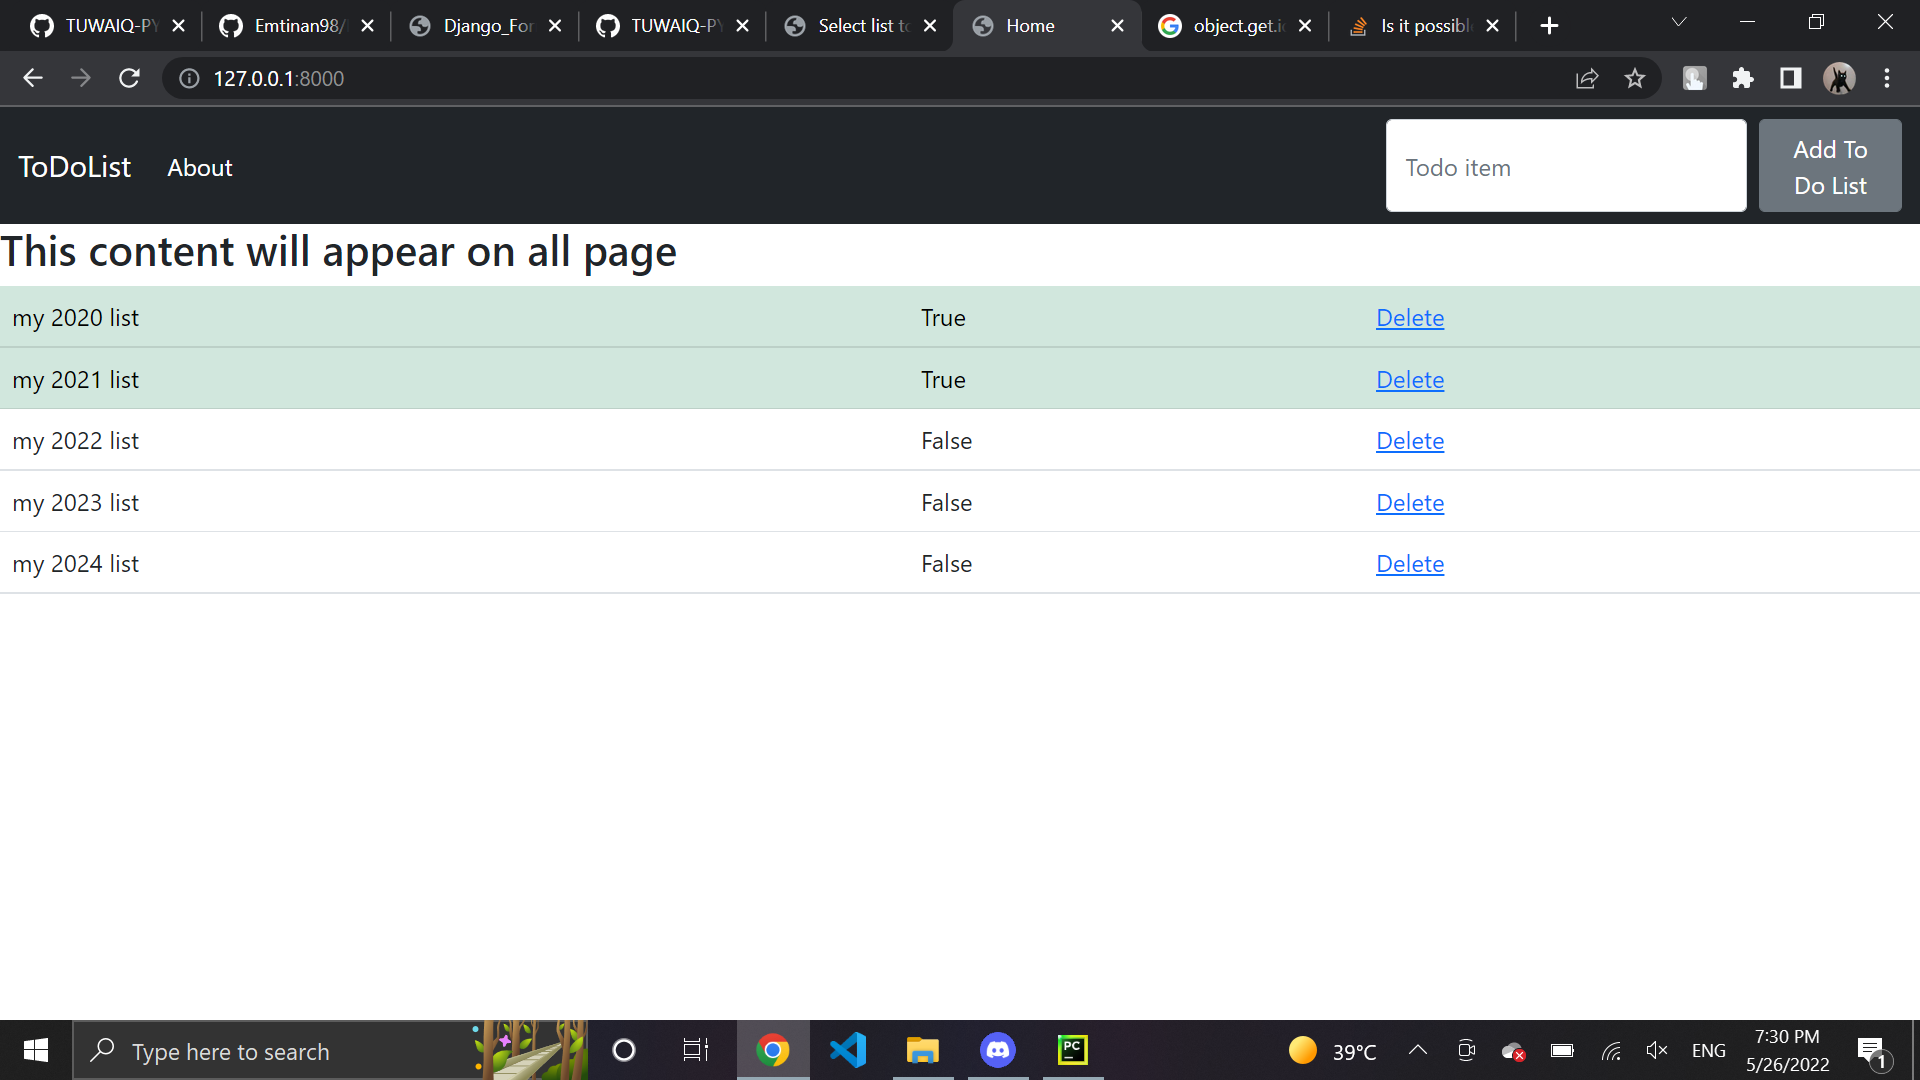 TUWAIQ-PY
Emtinan98/
Django_For
TUWAIQ-PY
Select list to
Home
object.get.i
Is it possible
127.0.0.1:8000
ToDoList About Todo item Add To
Do List
This content will appear on all page
my 2020 list True Delete
my 2021 list True Delete
my 2022 list False Delete
my 2023 list False Delete
my 2024 list False Delete
Type here to search
PC
39°C
ENG
7:30 PM
5/26/2022
1